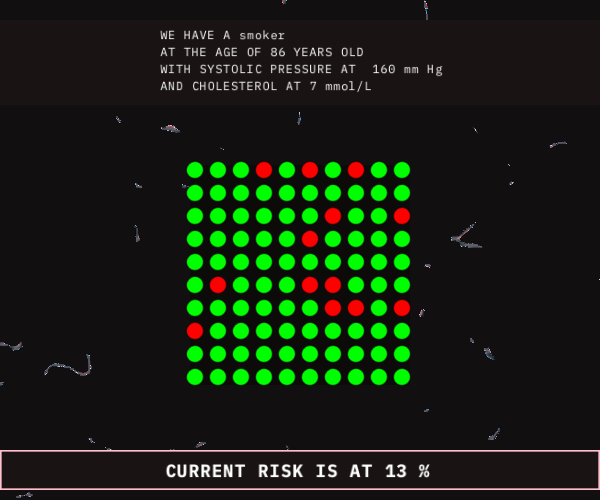 WE HAVE A smoker
AT THE AGE OF 86 YEARS OLD
WITH SYSTOLIC PRESSURE AT  160 mm Hg
AND CHOLESTEROL AT 7 mmol/L
CURRENT RISK IS AT 13 %